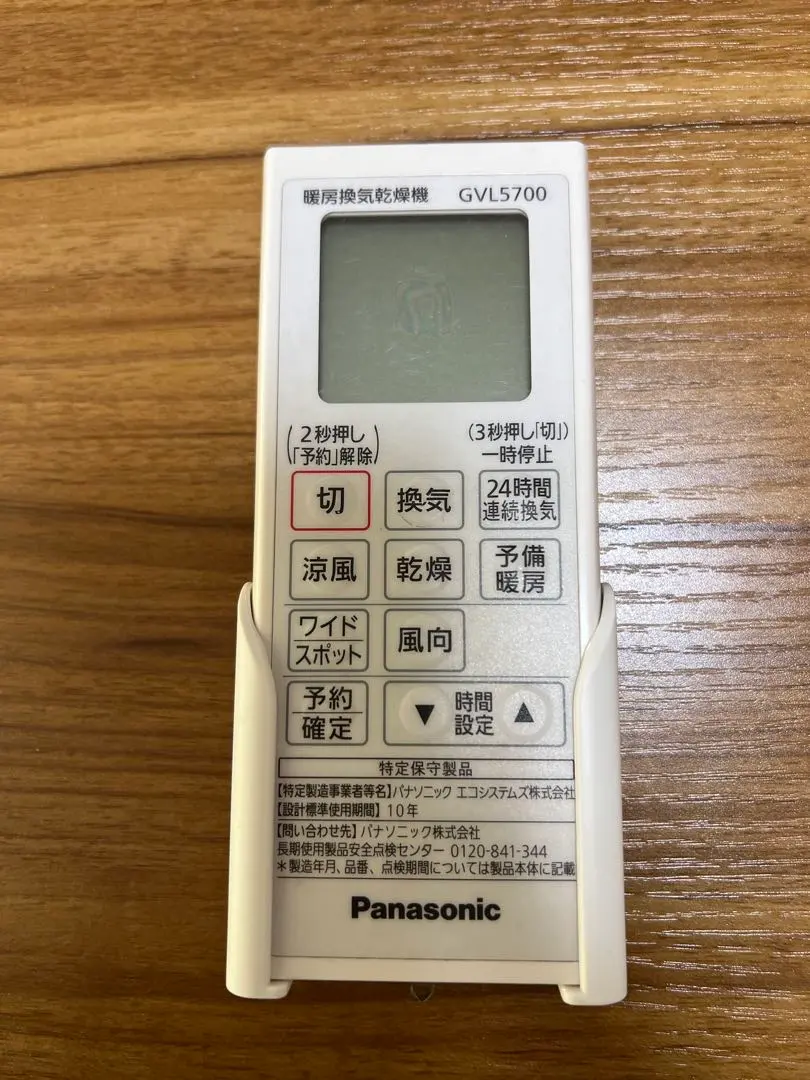 暖房換気乾燥機 GVL5700
(2秒押し「予約」解除)
(3秒押し「切」)
一時停止
切 換気 24時間連続換気
涼風 乾燥 予備暖房
ワイド
スポット
風向
予約
確定
▼ 時間設定 ▲
特定保守製品
【特定製造事業者等名】パナソニック エコシステムズ株式会社
【設計標準使用期間】10年
【問い合わせ先】パナソニック株式会社
長期使用製品安全点検センター 0120-841-344
*製造年月、品番、点検期間については製品本体に記載
Panasonic